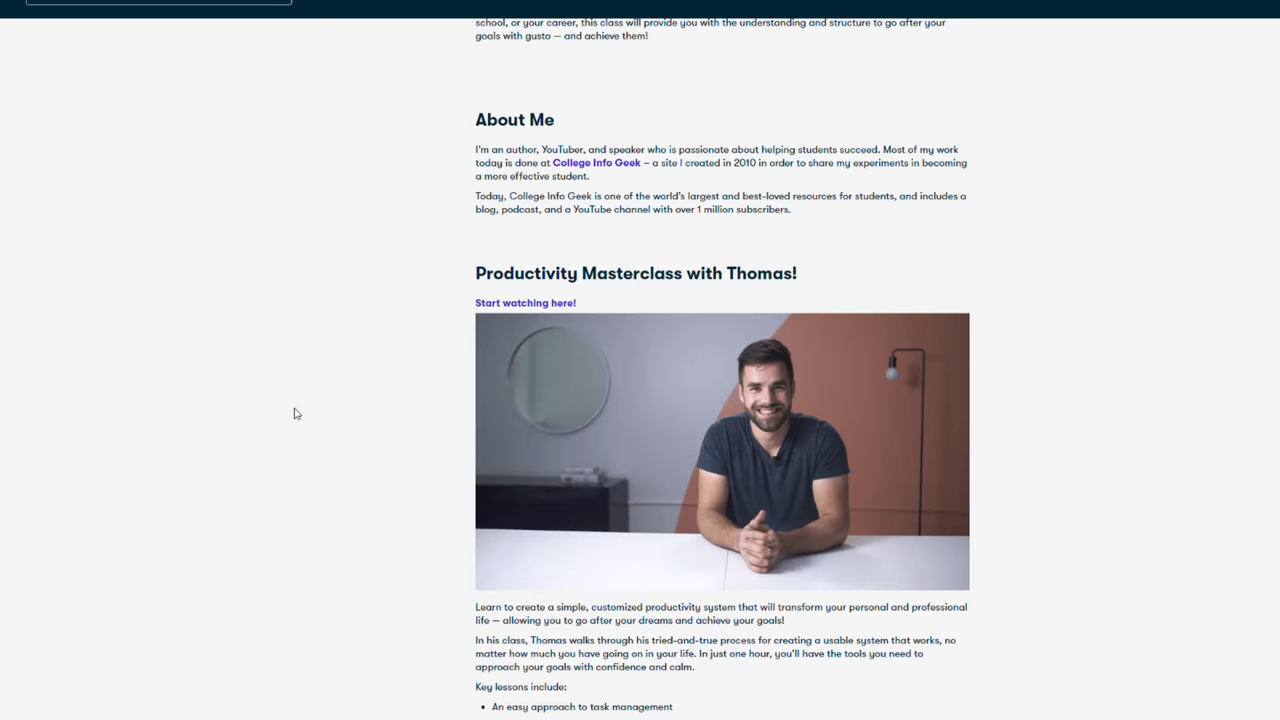 school, or your career, this class will provide you with the understanding and structure to go after your
goals with gusto — and achieve them!
About Me
I'm an author, YouTuber, and speaker who is passionate about helping students succeed. Most of my work
today is done at College Info Geek – a site I created in 2010 in order to share my experiments in becoming
a more effective student.
Today, College Info Geek is one of the world's largest and best-loved resources for students, and includes a
blog, podcast, and a YouTube channel with over 1 million subscribers.
Productivity Masterclass with Thomas!
Start watching here!
Learn to create a simple, customized productivity system that will transform your personal and professional
life — allowing you to go after your dreams and achieve your goals!
In his class, Thomas walks through his tried-and-true process for creating a usable system that works, no
matter how much you have going on in your life. In just one hour, you'll have the tools you need to
approach your goals with confidence and calm.
Key lessons include:
• An easy approach to task management